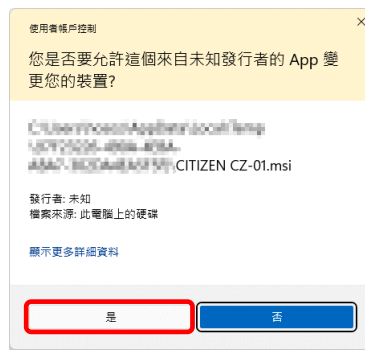 使用者帳戶控制
您是否要允許這個來自未知發行者的 App 變
更您的裝置?
CITIZEN CZ-01.msi
發行者: 未知
檔案來源: 此電腦上的硬碟
顯示更多詳細資料
是
否